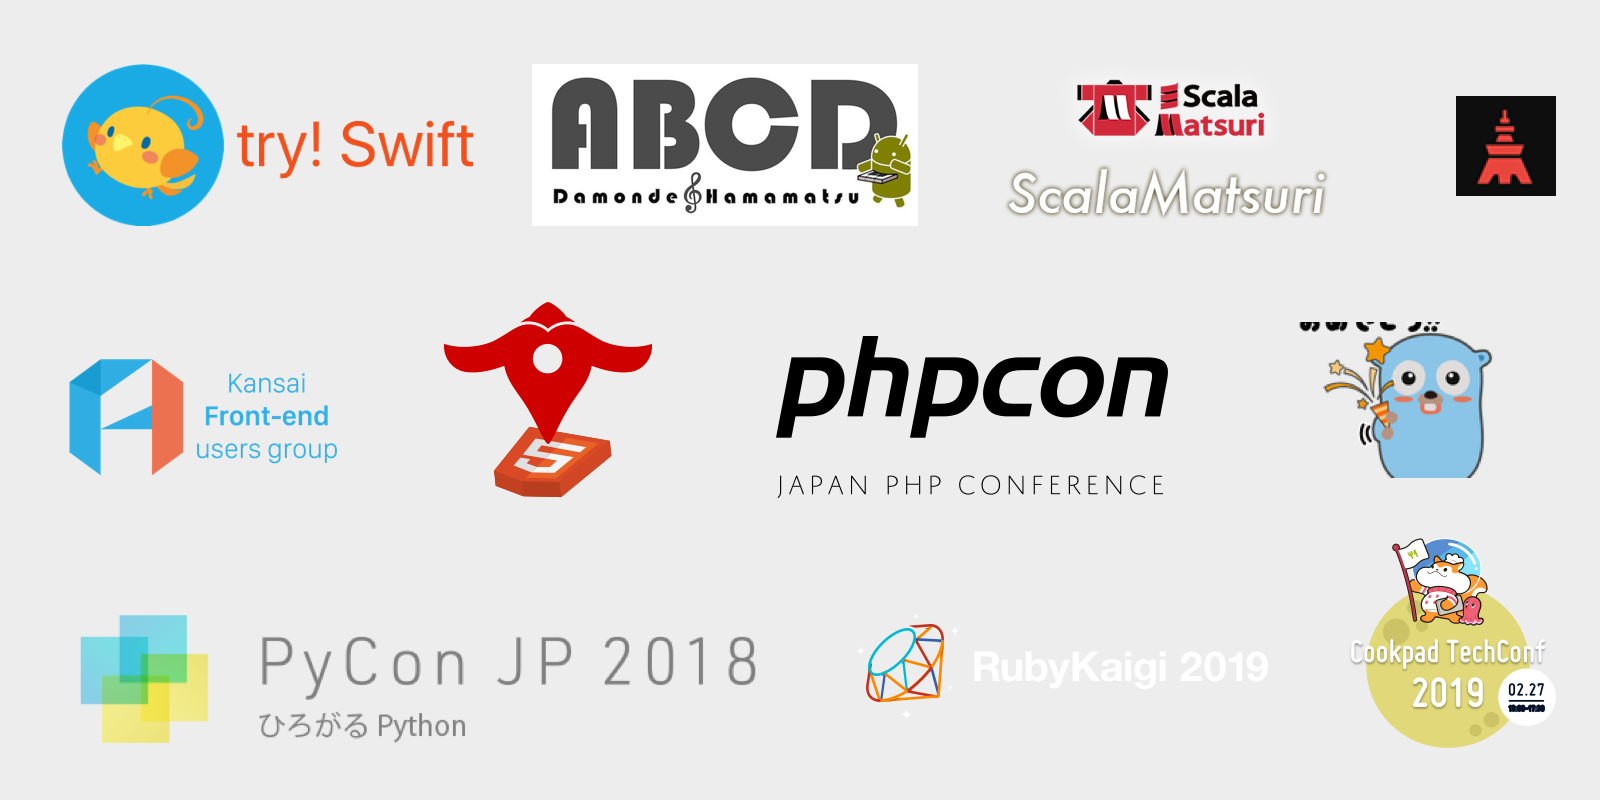 try! Swift
ABCD
Damonde Hamamatsu
Scala
Matsuri
ScalaMatsuri
Kansai
Front-end
users group
5
phpcon
JAPAN PHP CONFERENCE
PyCon JP 2018
ひろがる Python
RubyKaigi 2019
Cookpad TechConf
2019
02.27